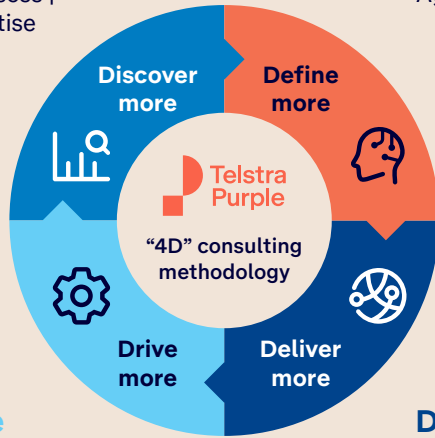 tise
Discover
more
Define
more
Telstra
Purple
“4D” consulting
methodology
Drive
more
Deliver
more
e
D